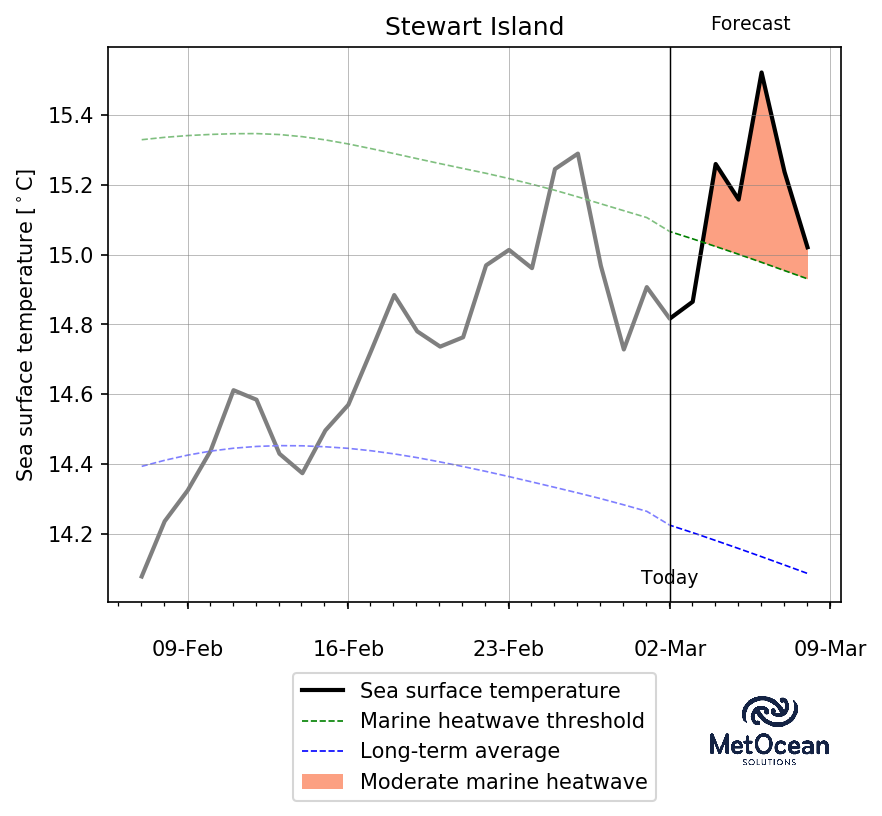 Stewart Island
Forecast
Sea surface temperature [°C]
15.4
15.2
15.0
14.8
14.6
14.4
14.2
Today
09-Feb 16-Feb 23-Feb 02-Mar 09-Mar
Sea surface temperature
Marine heatwave threshold
Long-term average
Moderate marine heatwave
MetOcean
SOLUTIONS